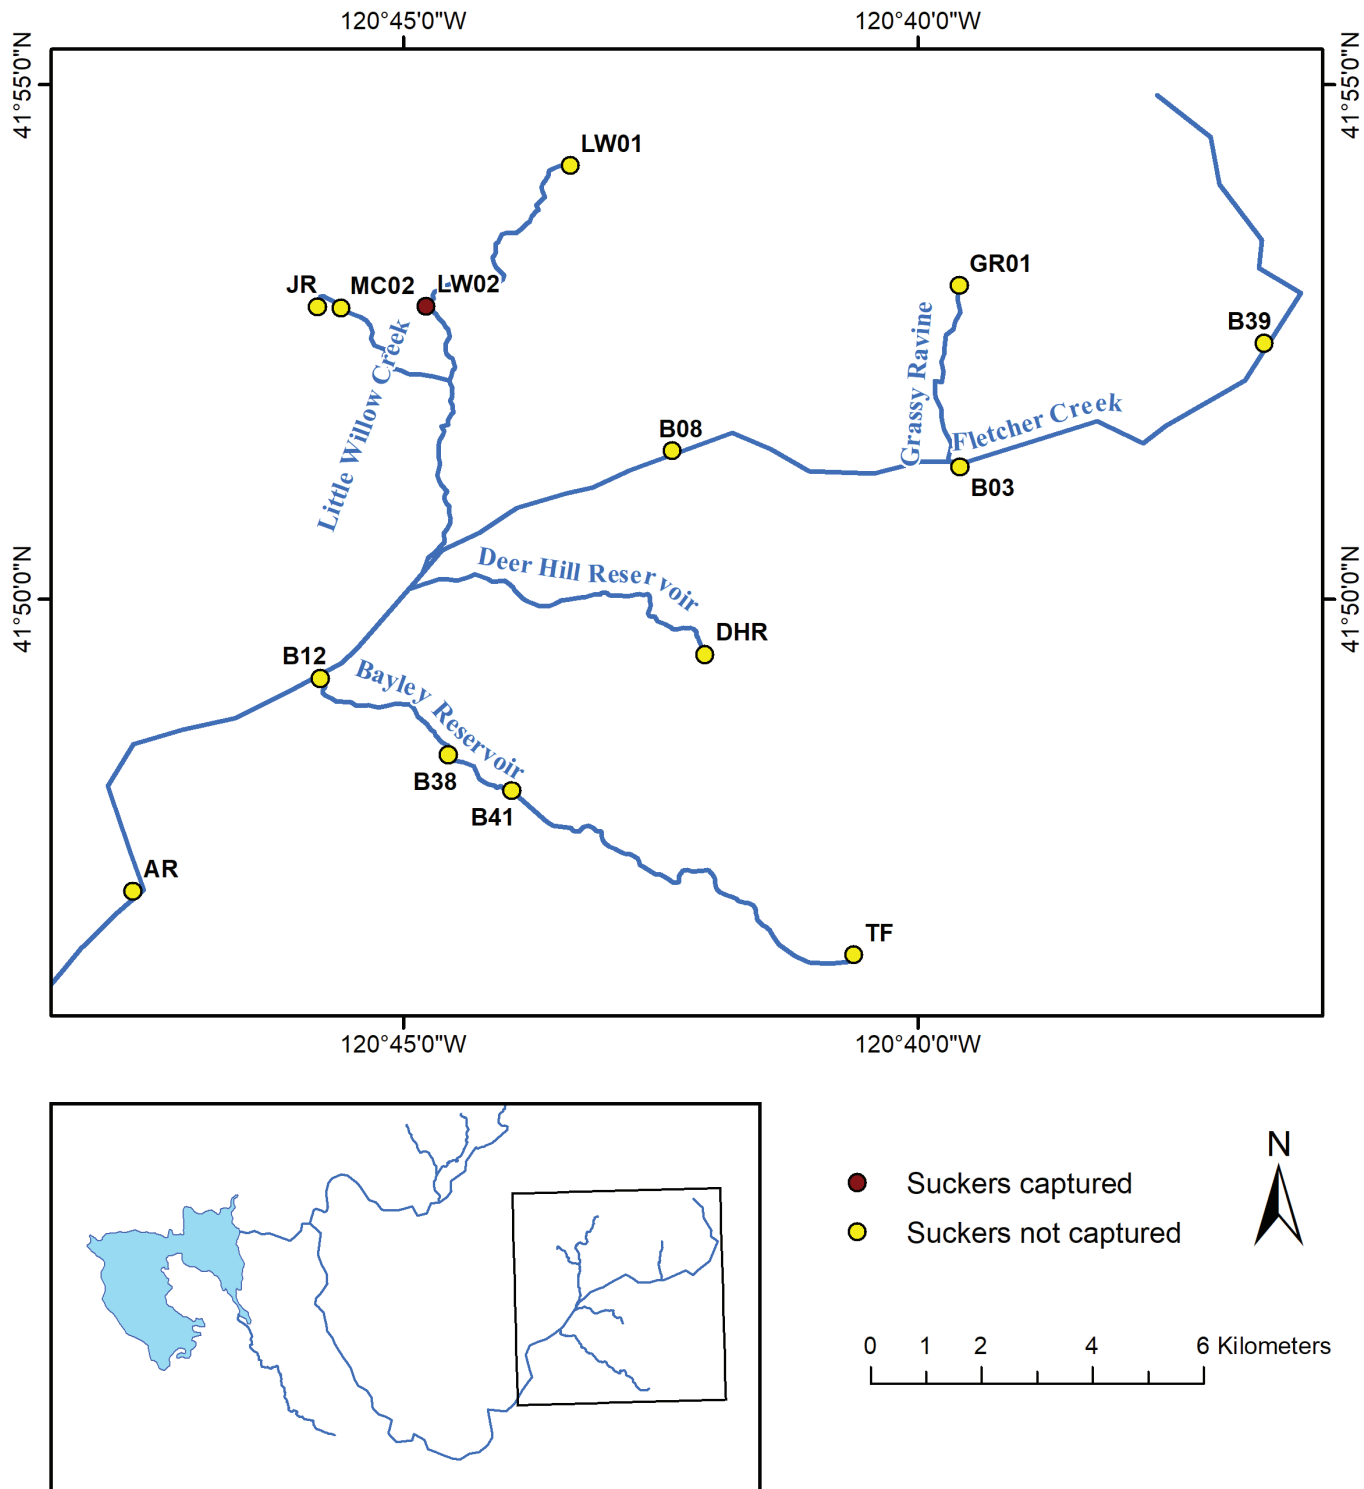 120°45'0"W
120°40'0"W
41°55'0"N
41°55'0"N
LW01
GR01
JR
MC02
LW02
B39
Little Willow Creek
Grassy Ravine
Fletcher Creek
B08
B03
Deer Hill Reservoir
41°50'0"N
41°50'0"N
DHR
B12
Bayley Reservoir
B38
B41
AR
TF
120°45'0"W
120°40'0"W
N
Suckers captured
Suckers not captured
0 1 2 4 6 Kilometers